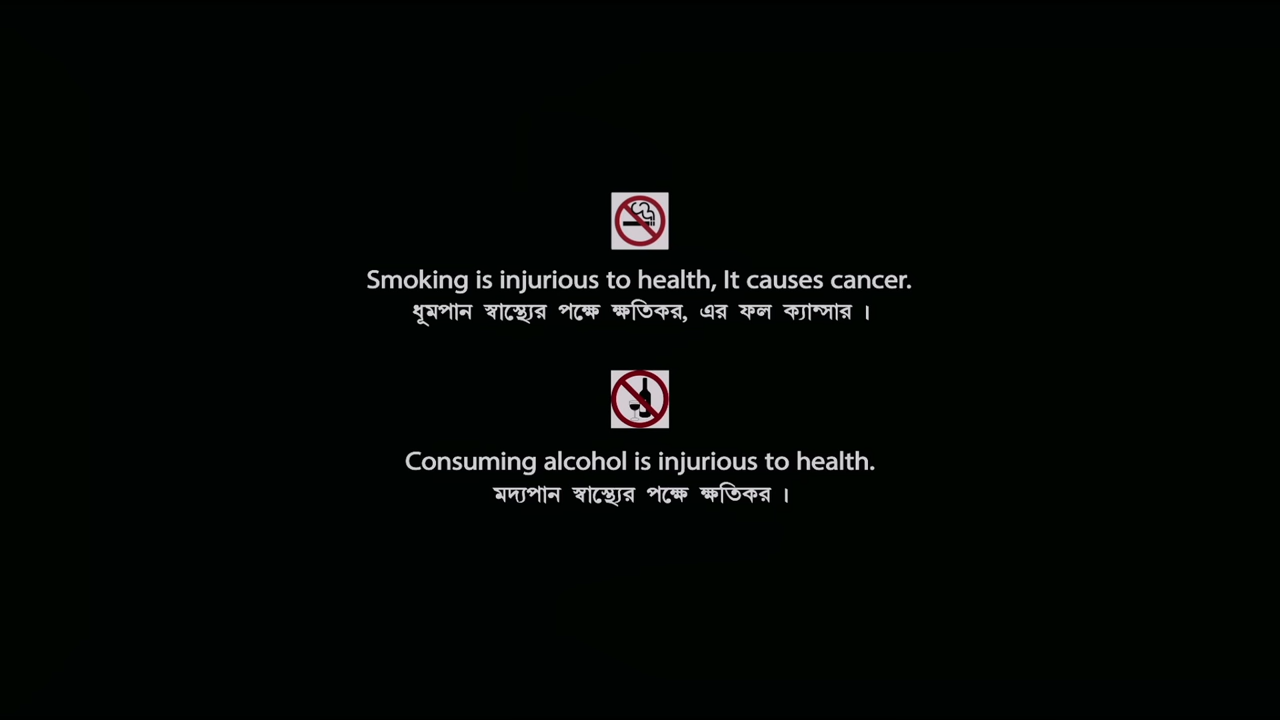 Smoking is injurious to health, It causes cancer.
ধূমপান স্বাস্থ্যের পক্ষে ক্ষতিকর, এর ফল ক্যান্সার ।
Consuming alcohol is injurious to health.
মদ্যপান স্বাস্থ্যের পক্ষে ক্ষতিকর ।